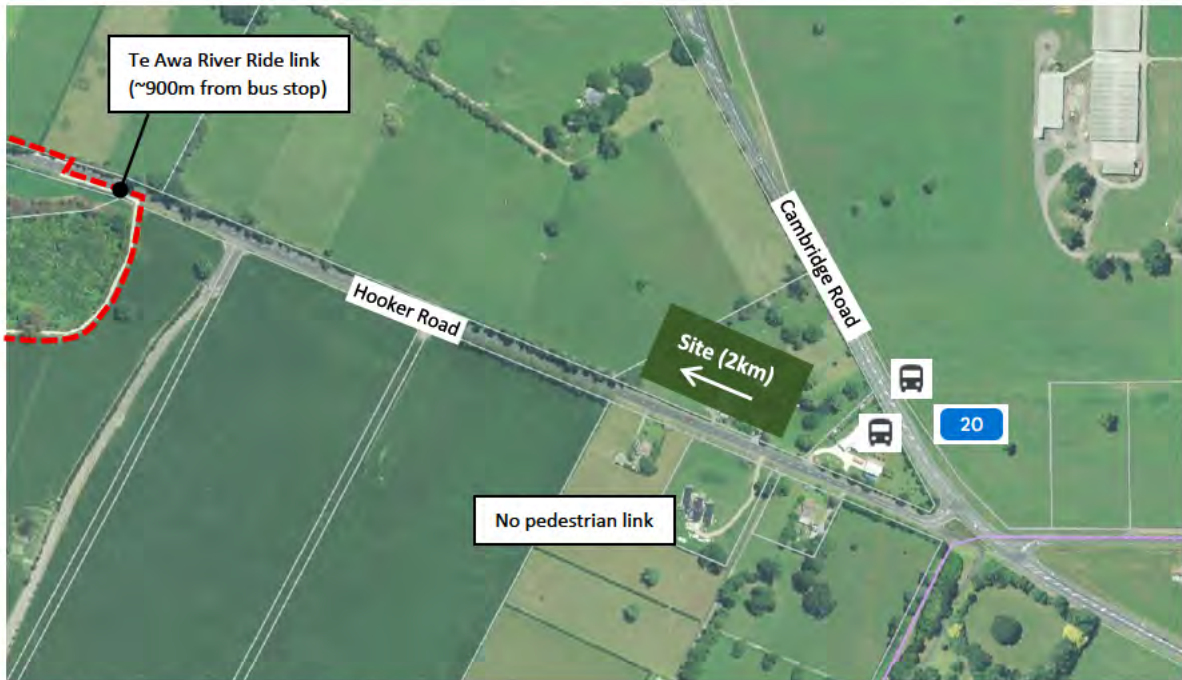 Te Awa River Ride link
(~900m from bus stop)
Cambridge Road
Hooker Road
Site (2km)
20
No pedestrian link